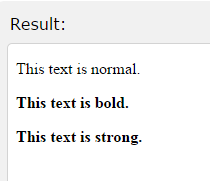 Result:
This text is normal.
This text is bold.
This text is strong.